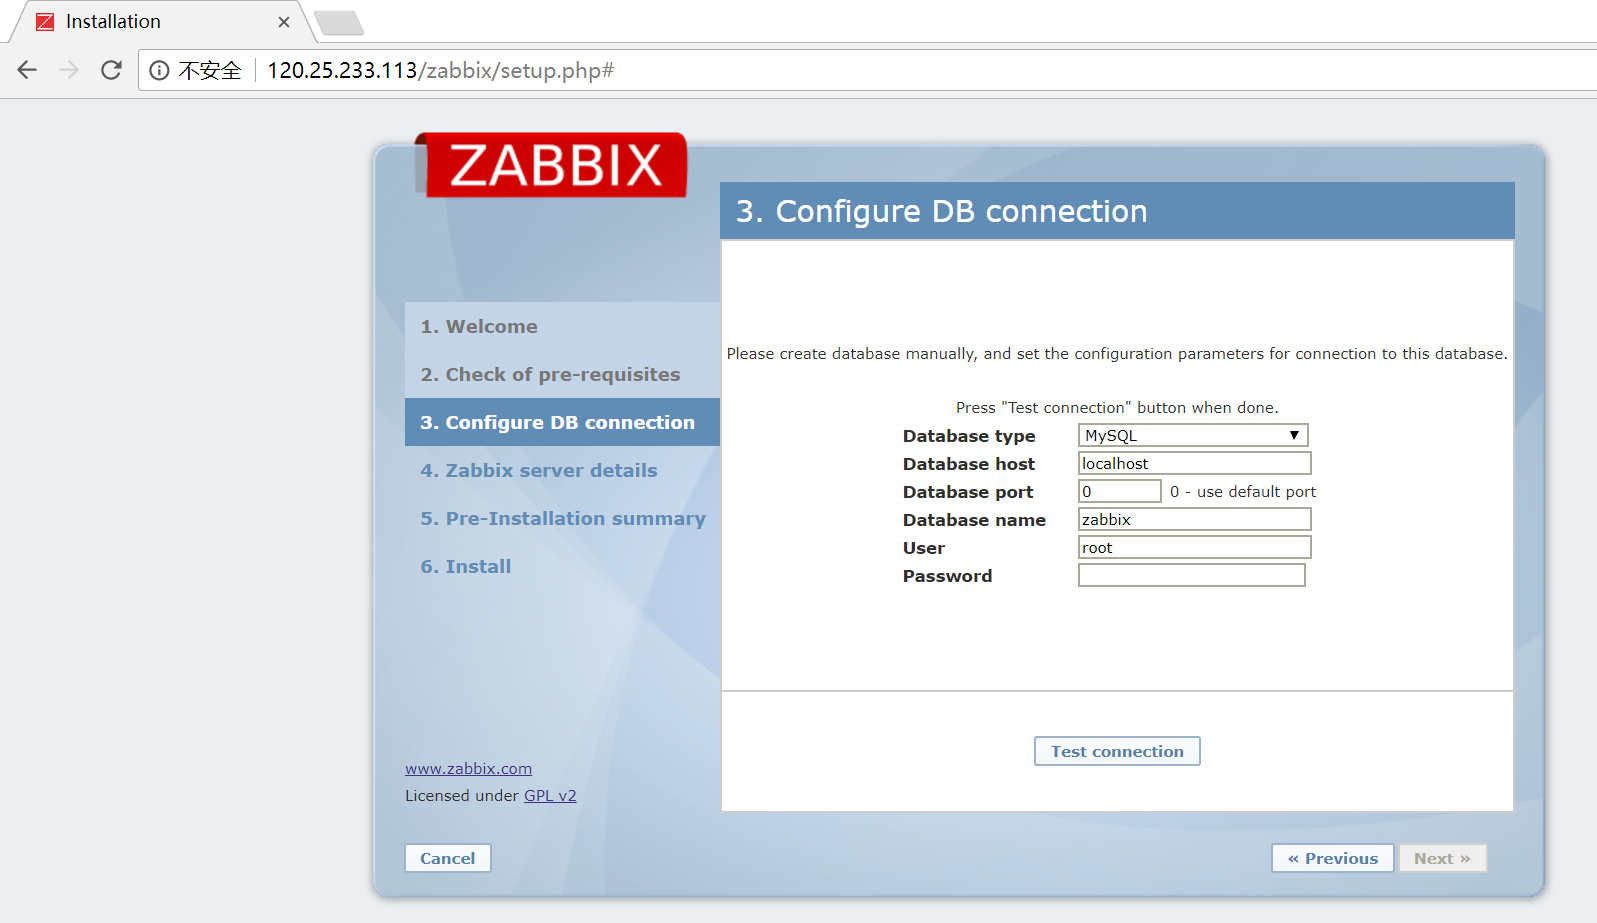 Installation
不安全 120.25.233.113/zabbix/setup.php#
ZABBIX
3. Configure DB connection
1. Welcome
2. Check of pre-requisites
3. Configure DB connection
4. Zabbix server details
5. Pre-Installation summary
6. Install
Please create database manually, and set the configuration parameters for connection to this database.
Press "Test connection" button when done.
Database type MySQL
Database host localhost
Database port 0 0 - use default port
Database name zabbix
User root
Password
Test connection
www.zabbix.com
Licensed under GPL v2
Cancel
« Previous Next »